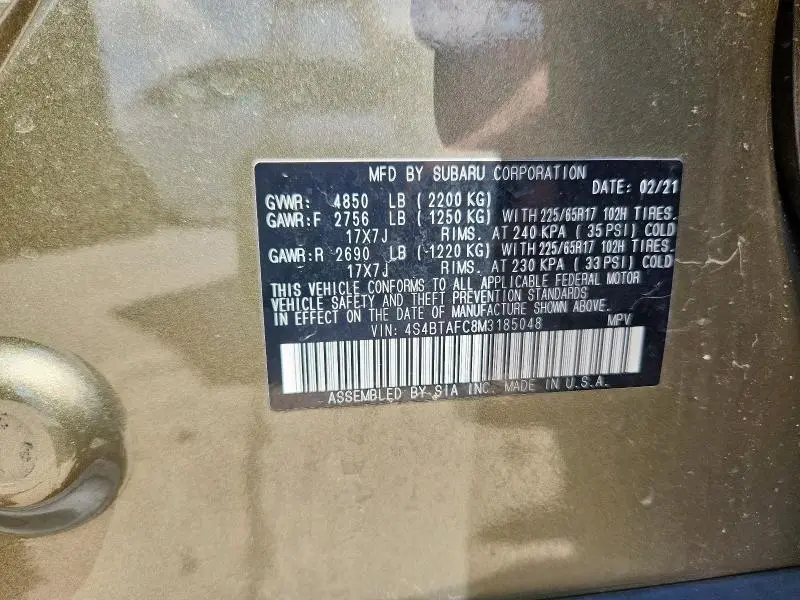 MFD BY SUBARU CORPORATION
DATE: 02/21
GVWR: 4850 LB (2200 KG)
GAWR:F 2756 LB (1250 KG) WITH 225/65R17 102H TIRES.
17X7J RIMS. AT 240 KPA (35 PSI) COLD
GAWR:R 2690 LB (1220 KG) WITH 225/65R17 102H TIRES.
17X7J RIMS. AT 230 KPA (33 PSI) COLD
THIS VEHICLE CONFORMS TO ALL APPLICABLE FEDERAL MOTOR
VEHICLE SAFETY AND THEFT PREVENTION STANDARDS
IN EFFECT ON THE DATE OF MANUFACTURE SHOWN ABOVE.
VIN: 4S4BTAFC8M3185048 MPV
ASSEMBLED BY SIA INC. MADE IN U.S.A.